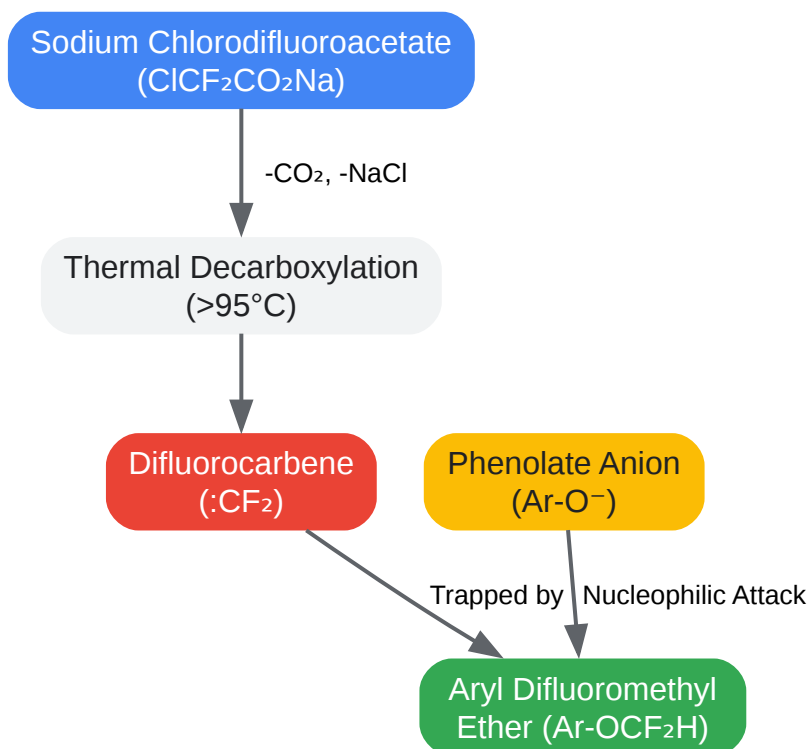 Sodium Chlorodifluoroacetate
(ClCF₂CO₂Na)
-CO₂, -NaCl
Thermal Decarboxylation
(>95°C)
Difluorocarbene
(:CF₂)
Phenolate Anion
(Ar-O⁻)
Trapped by
Nucleophilic Attack
Aryl Difluoromethyl
Ether (Ar-OCF₂H)